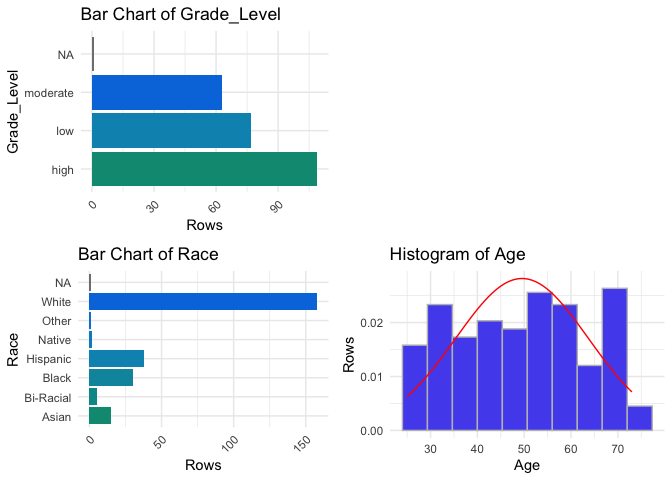 Bar Chart of Grade_Level
Grade_Level
NA
moderate
low
high
0
30
60
90
Rows
Bar Chart of Race
Race
NA
White
Other
Native
Hispanic
Black
Bi-Racial
Asian
0
50
100
150
Rows
Histogram of Age
Rows
0.02
0.01
0.00
30
40
50
60
70
Age